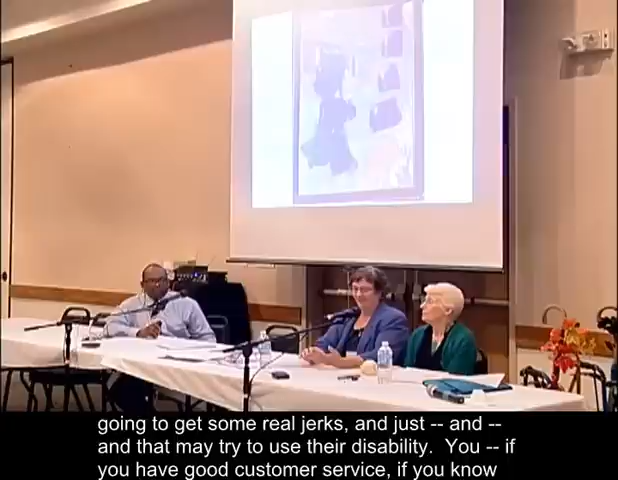 going to get some real jerks, and just -- and --
and that may try to use their disability.  You -- if
you have good customer service, if you know